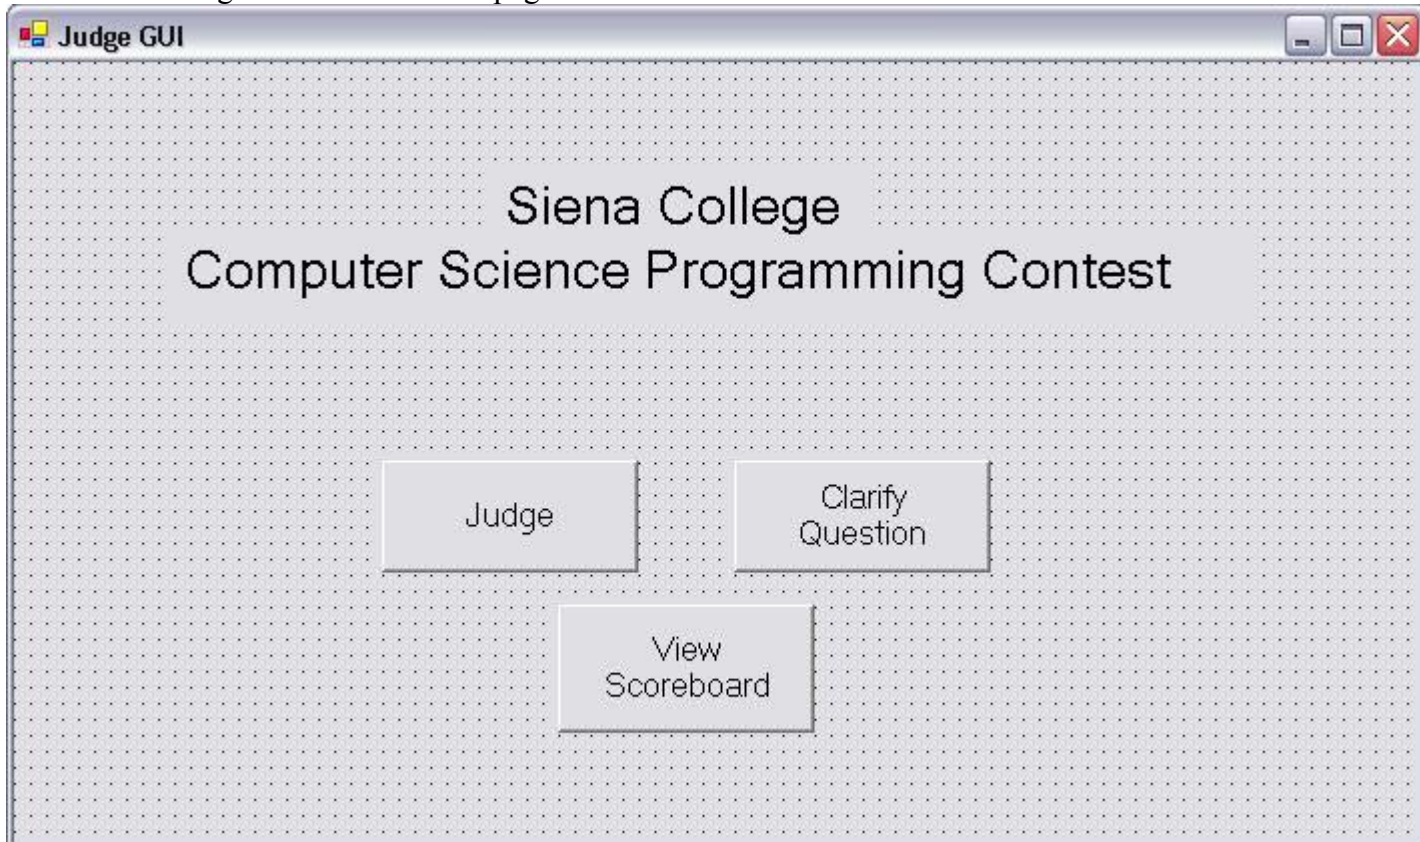 Judge GUI
Siena College
Computer Science Programming Contest
Judge
Clarify
Question
View
Scoreboard